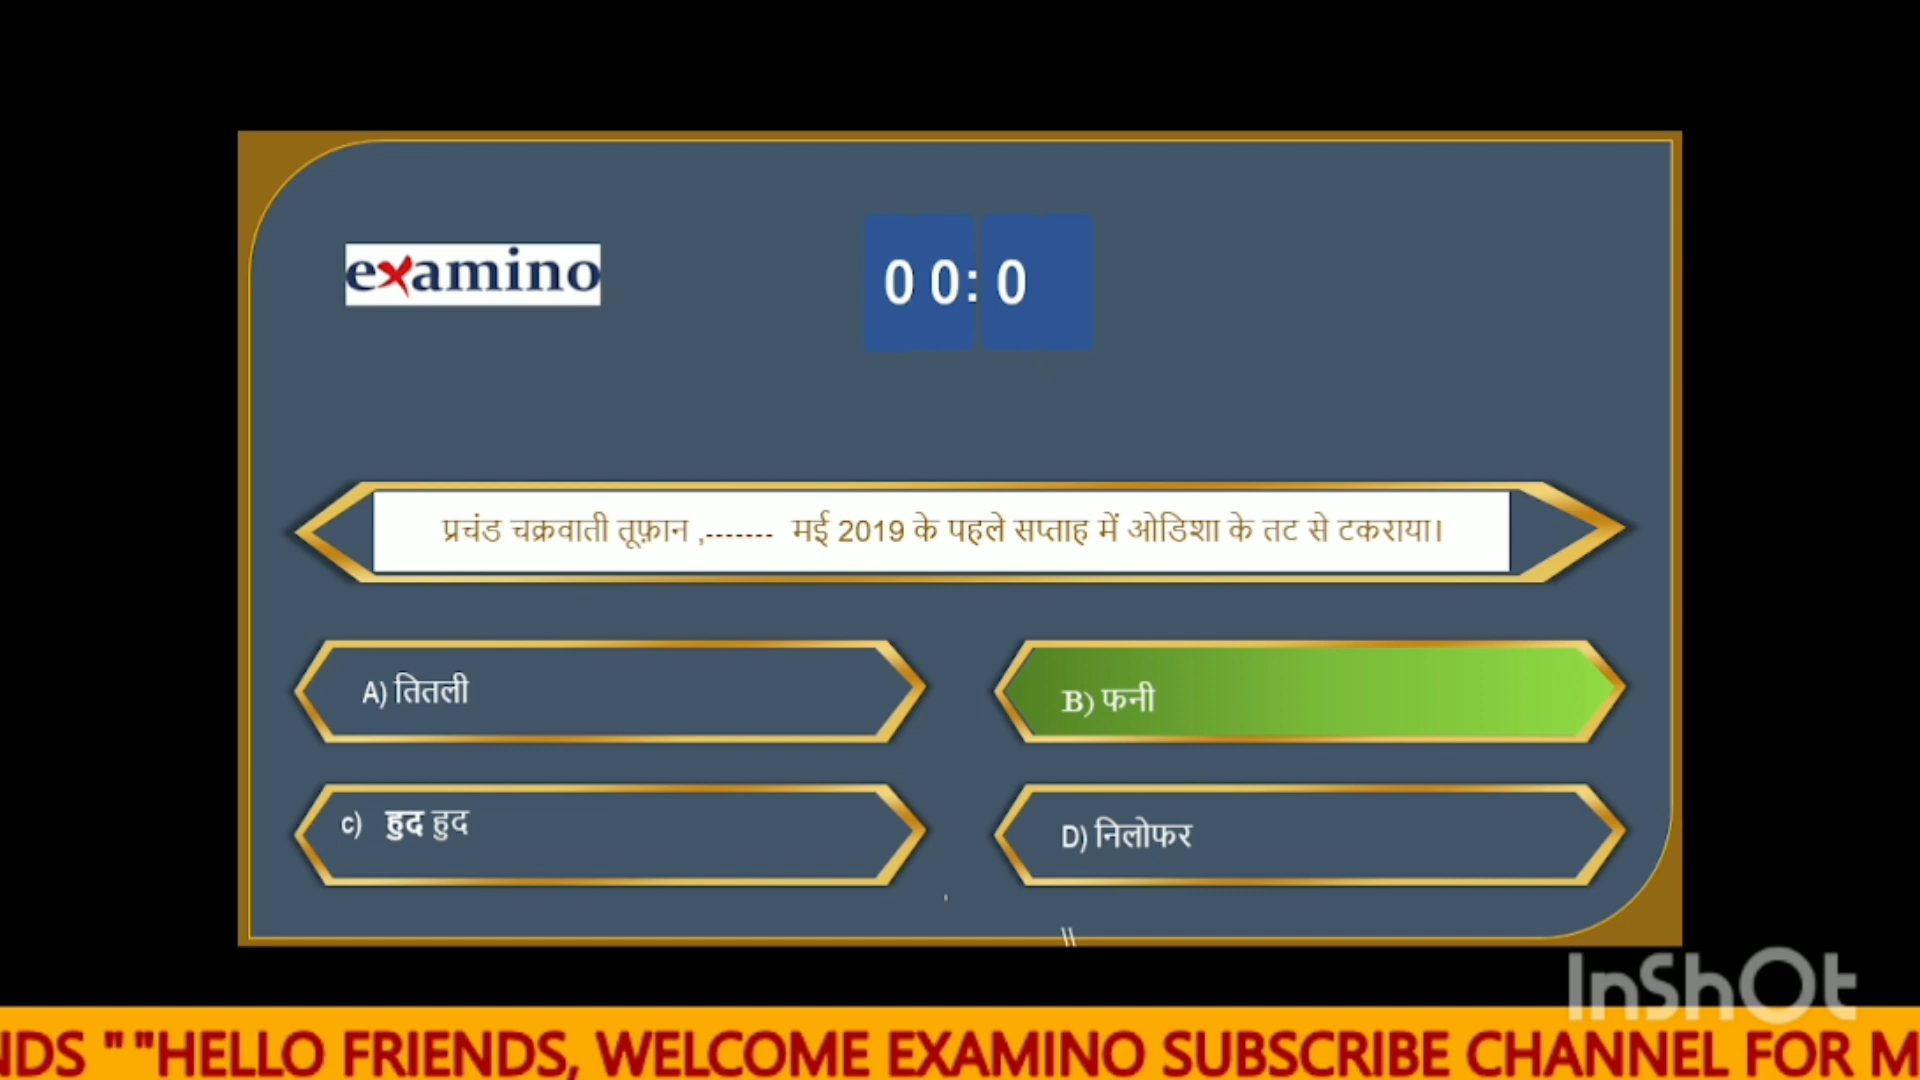 examino
00:0
प्रचंड चक्रवाती तूफ़ान ,------- मई 2019 के पहले सप्ताह में ओडिशा के तट से टकराया।
A) तितली
B) फनी
c) हुद हुद
D) निलोफर
\\
InShOt
NDS " "HELLO FRIENDS, WELCOME EXAMINO SUBSCRIBE CHANNEL FOR M